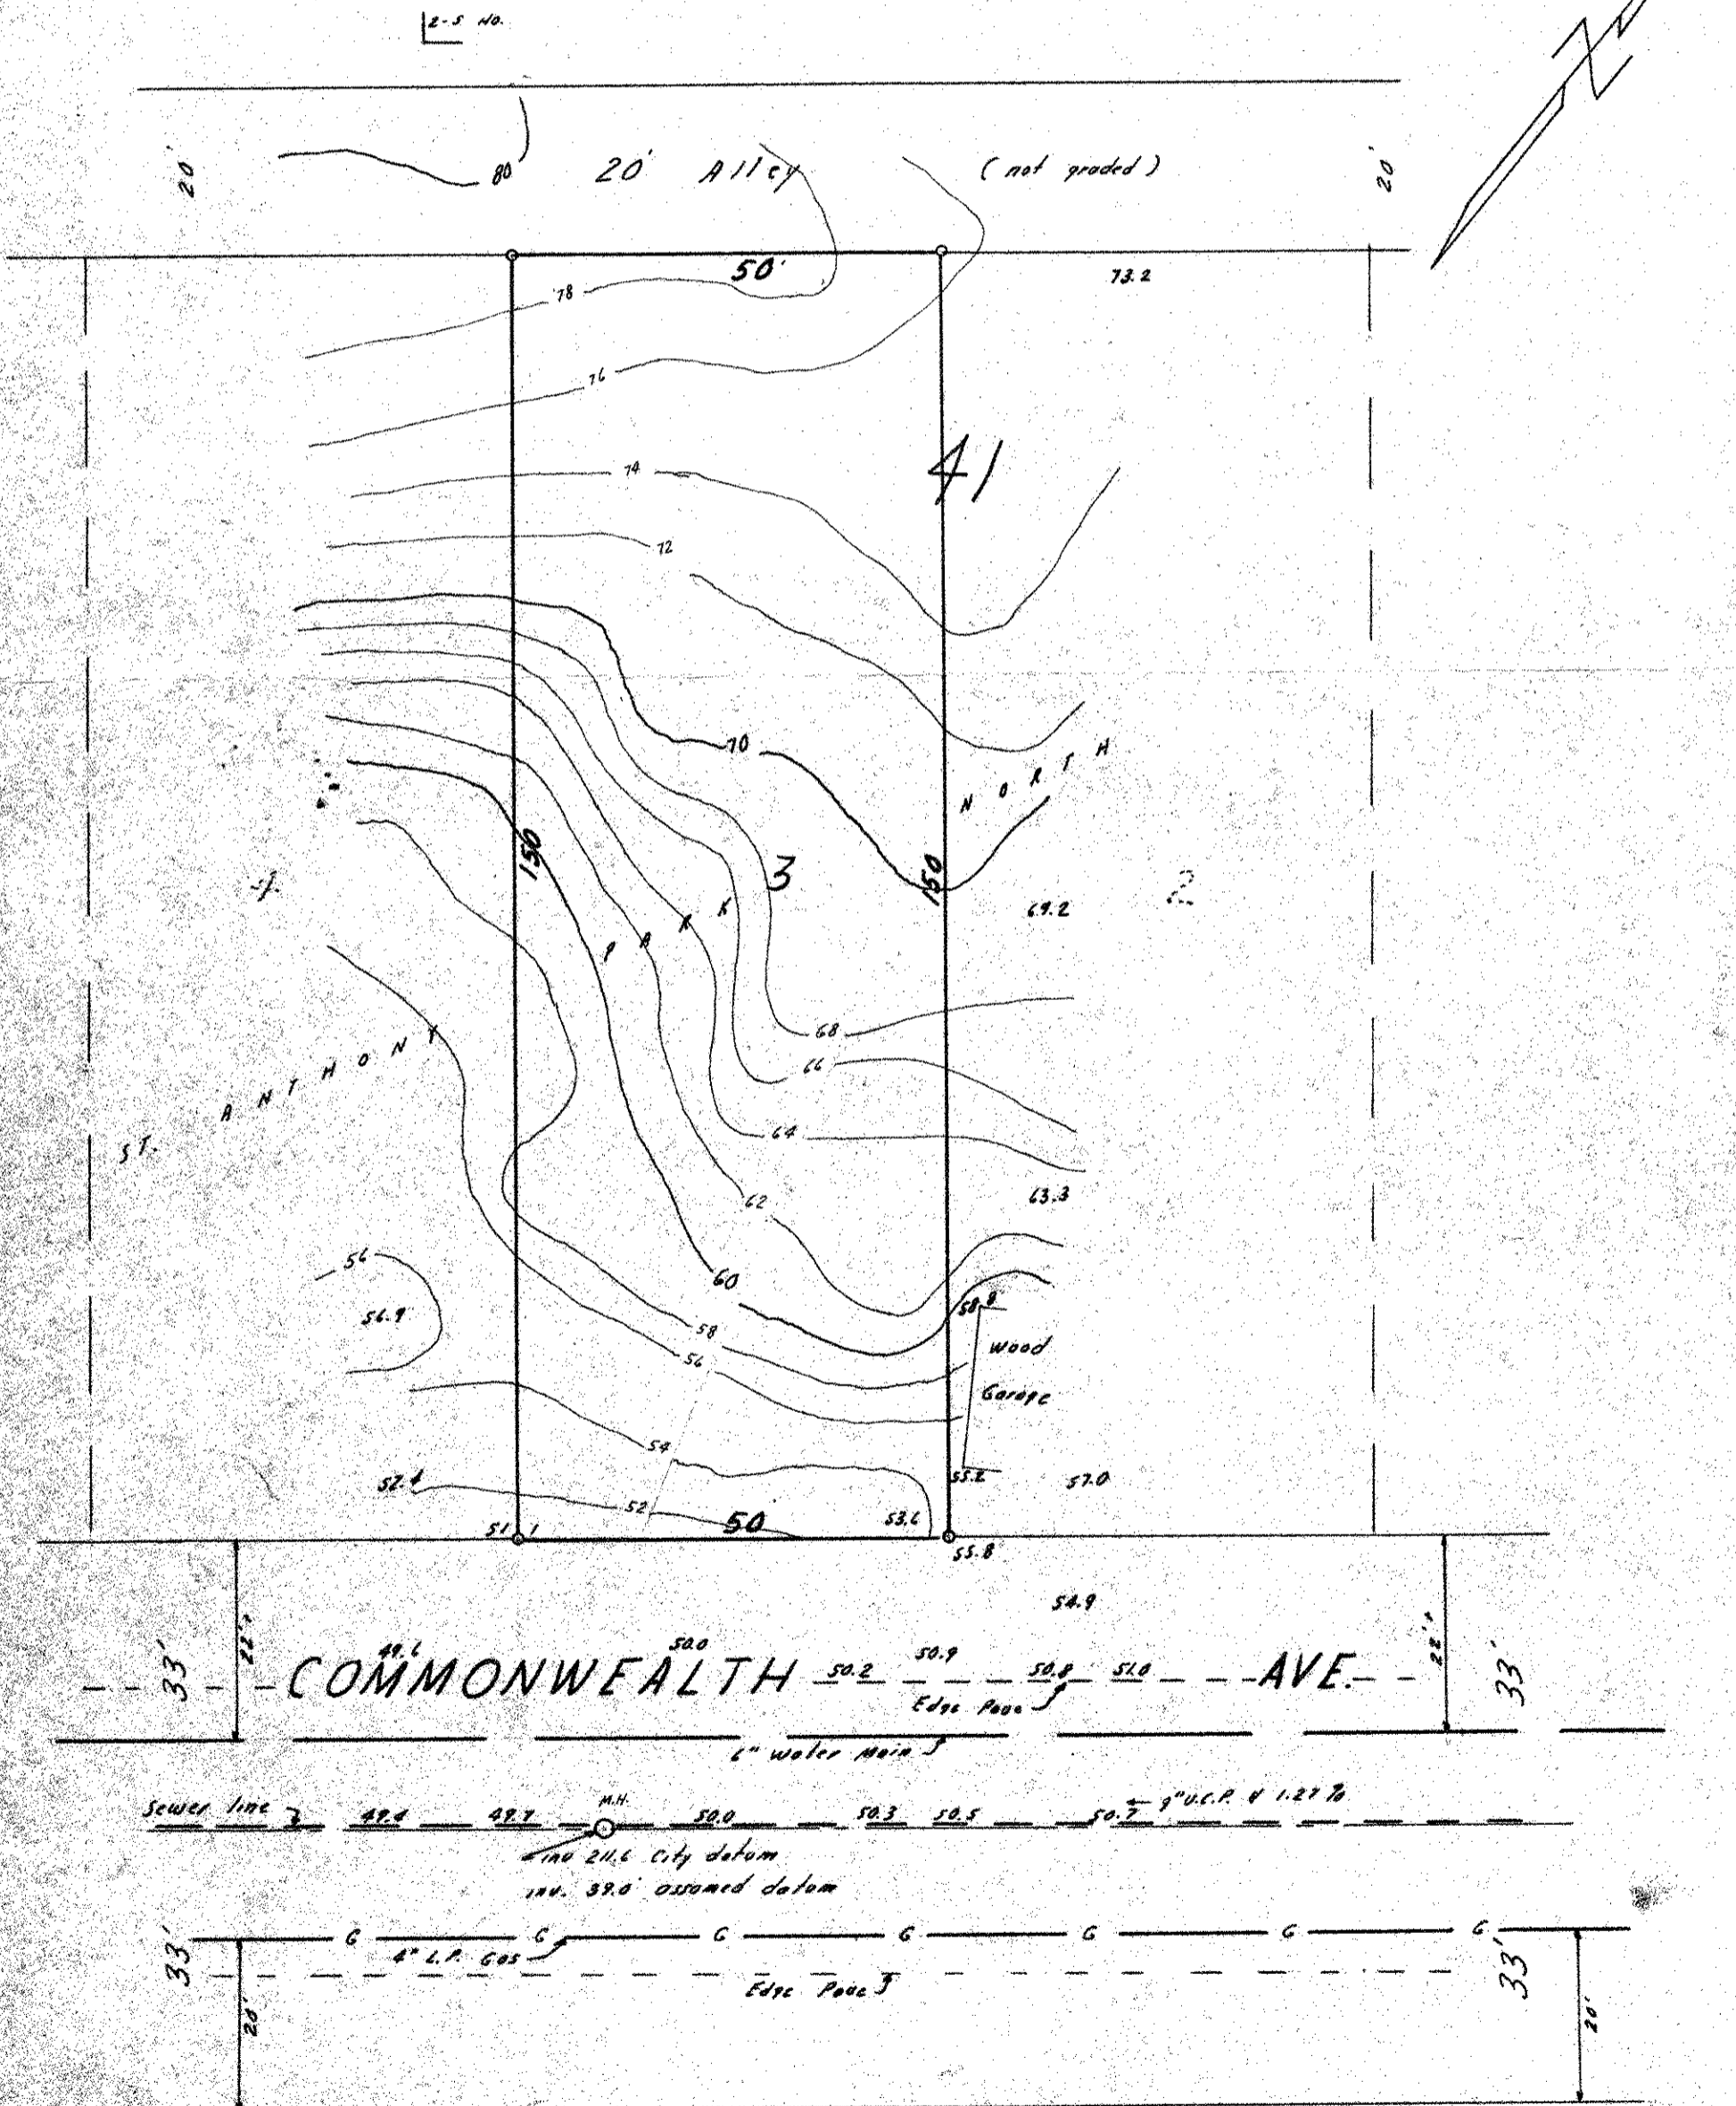 2-S NO.
20'
80
20' Alley
(not graded)
20'
50'
73.2
78
76
74
41
72
70
NORTH
150
3
150
2
4
69.2
PARK
68
66
ST. ANTHONY
64
62
63.3
56
56.9
60
58.8
58
Wood
56
Garage
54
52.4
55.2
57.0
52
51.1
50
53.6
55.8
54.9
33'
22'±
49.6
50.0
50.9
22'±
33'
COMMONWEALTH
50.2
50.8
51.0
AVE.
Edge Pave
6" Water Main
Sewer line
49.4
49.7
M.H.
50.0
50.3
50.5
50.7
9" V.C.P. @ 1.27%
inv 211.6 City datum
inv. 39.0' assumed datum
33'
G G G G G G G
4" L.P. Gas
33'
Edge Pave
20'
20'